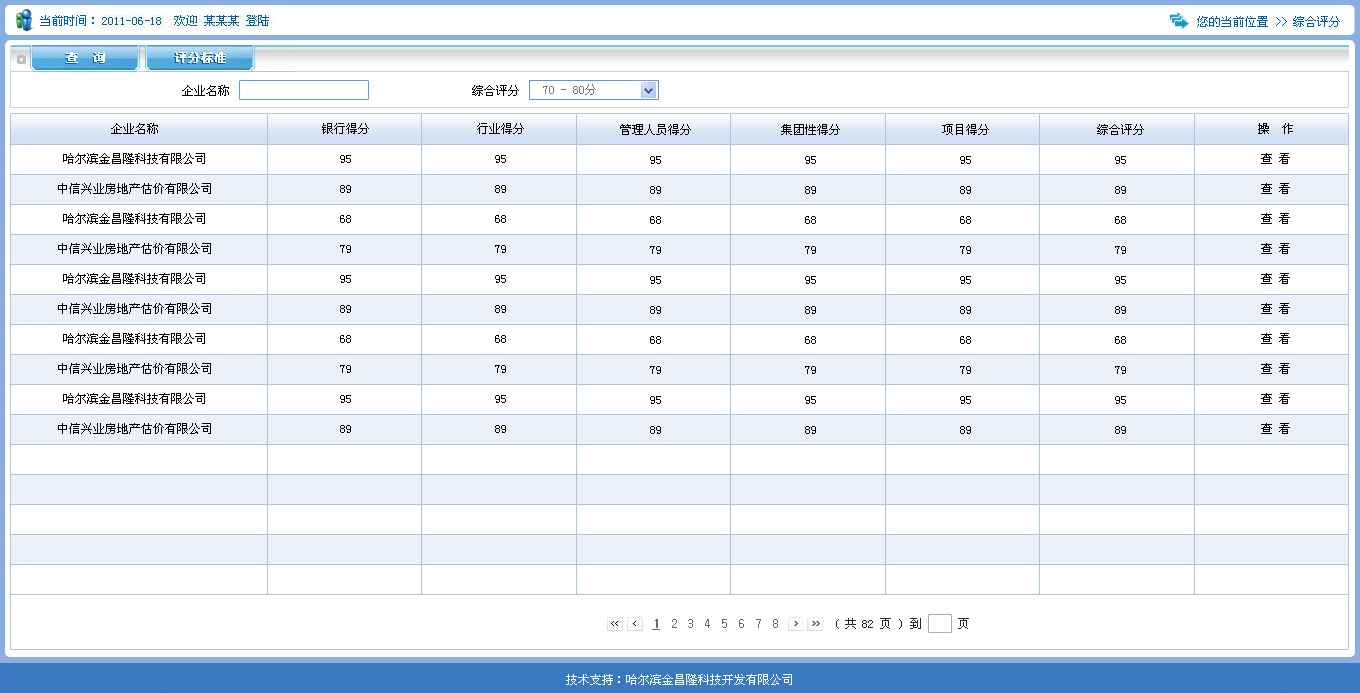 当前时间：2011-06-18 欢迎 某某某 登陆 您的当前位置 >> 综合评分
查 询 评分标准
企业名称 综合评分 70 - 80分
企业名称 银行得分 行业得分 管理人员得分 集团性得分 项目得分 综合评分 操 作
哈尔滨金昌隆科技有限公司 95 95 95 95 95 95 查 看
中信兴业房地产估价有限公司 89 89 89 89 89 89 查 看
哈尔滨金昌隆科技有限公司 68 68 68 68 68 68 查 看
中信兴业房地产估价有限公司 79 79 79 79 79 79 查 看
哈尔滨金昌隆科技有限公司 95 95 95 95 95 95 查 看
中信兴业房地产估价有限公司 89 89 89 89 89 89 查 看
哈尔滨金昌隆科技有限公司 68 68 68 68 68 68 查 看
中信兴业房地产估价有限公司 79 79 79 79 79 79 查 看
哈尔滨金昌隆科技有限公司 95 95 95 95 95 95 查 看
中信兴业房地产估价有限公司 89 89 89 89 89 89 查 看
<< < 1 2 3 4 5 6 7 8 > >> ( 共 82 页 ) 到 页
技术支持：哈尔滨金昌隆科技开发有限公司